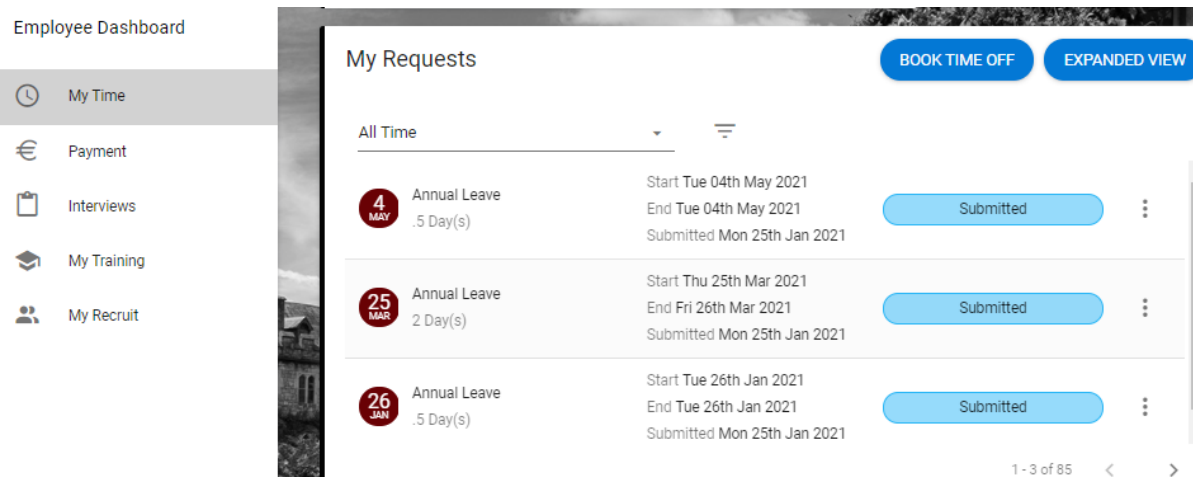 Employee Dashboard
My Time
Payment
Interviews
My Training
My Recruit
My Requests
BOOK TIME OFF
EXPANDED VIEW
All Time
4
MAY
Annual Leave
.5 Day(s)
Start Tue 04th May 2021
End Tue 04th May 2021
Submitted Mon 25th Jan 2021
Submitted
25
MAR
Annual Leave
2 Day(s)
Start Thu 25th Mar 2021
End Fri 26th Mar 2021
Submitted Mon 25th Jan 2021
Submitted
26
JAN
Annual Leave
.5 Day(s)
Start Tue 26th Jan 2021
End Tue 26th Jan 2021
Submitted Mon 25th Jan 2021
Submitted
1 - 3 of 85